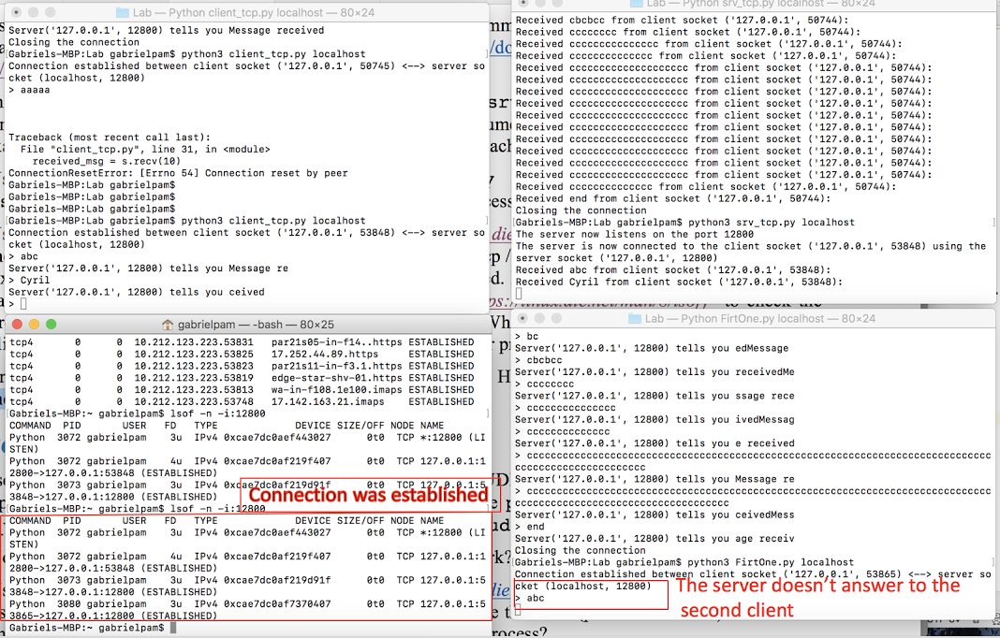 Lab — Python client_tcp.py localhost — 80×24
Server('127.0.0.1', 12800) tells you Message received
Closing the connection
Gabriels-MBP:Lab gabrielpam$ python3 client_tcp.py localhost
Connection established between client socket ('127.0.0.1', 50745) <--> server so
cket (localhost, 12800)
> aaaaa
Traceback (most recent call last):
File "client_tcp.py", line 31, in <module>
received_msg = s.recv(10)
ConnectionResetError: [Errno 54] Connection reset by peer
Gabriels-MBP:Lab gabrielpam$
Gabriels-MBP:Lab gabrielpam$
Gabriels-MBP:Lab gabrielpam$
Gabriels-MBP:Lab gabrielpam$ python3 client_tcp.py localhost
Connection established between client socket ('127.0.0.1', 53848) <--> server so
cket (localhost, 12800)
> abc
Server('127.0.0.1', 12800) tells you Message re
> Cyril
Server('127.0.0.1', 12800) tells you ceived
>
Lab — Python srv_tcp.py localhost — 80×24
Received cbcbcc from client socket ('127.0.0.1', 50744):
Received cccccccc from client socket ('127.0.0.1', 50744):
Received ccccccccccccccc from client socket ('127.0.0.1', 50744):
Received cccccccccccccc from client socket ('127.0.0.1', 50744):
Received cccccccccccccccccccc from client socket ('127.0.0.1', 50744):
Received cccccccccccccccccccc from client socket ('127.0.0.1', 50744):
Received cccccccccccccccccccc from client socket ('127.0.0.1', 50744):
Received cccccccccccccccccccc from client socket ('127.0.0.1', 50744):
Received cccccccccccccccccccc from client socket ('127.0.0.1', 50744):
Received cccccccccccccccccccc from client socket ('127.0.0.1', 50744):
Received cccccccccccccccccccc from client socket ('127.0.0.1', 50744):
Received cccccccccccccccccccc from client socket ('127.0.0.1', 50744):
Received cccccccccccccccccccc from client socket ('127.0.0.1', 50744):
Received cccccccccccccccccccc from client socket ('127.0.0.1', 50744):
Received cccccccccccccc from client socket ('127.0.0.1', 50744):
Received end from client socket ('127.0.0.1', 50744):
Closing the connection
Gabriels-MBP:Lab gabrielpam$ python3 srv_tcp.py localhost
The server now listens on the port 12800
The server is now connected to the client socket ('127.0.0.1', 53848) using the
server socket ('127.0.0.1', 12800)
Received abc from client socket ('127.0.0.1', 53848):
Received Cyril from client socket ('127.0.0.1', 53848):
gabrielpam — -bash — 80×25
tcp4 0 0 10.212.123.223.53831 par21s05-in-f14..https ESTABLISHED
tcp4 0 0 10.212.123.223.53825 17.252.44.89.https ESTABLISHED
tcp4 0 0 10.212.123.223.53823 par21s11-in-f3.1.https ESTABLISHED
tcp4 0 0 10.212.123.223.53819 edge-star-shv-01.https ESTABLISHED
tcp4 0 0 10.212.123.223.53813 wa-in-f108.1e100.imaps ESTABLISHED
tcp4 0 0 10.212.123.223.53748 17.142.163.21.imaps ESTABLISHED
Gabriels-MBP:~ gabrielpam$ lsof -n -i:12800
COMMAND PID USER FD TYPE DEVICE SIZE/OFF NODE NAME
Python 3072 gabrielpam 3u IPv4 0xcae7dc0aef443027 0t0 TCP *:12800 (LI
STEN)
Python 3072 gabrielpam 4u IPv4 0xcae7dc0af219f407 0t0 TCP 127.0.0.1:1
2800->127.0.0.1:53848 (ESTABLISHED)
Python 3073 gabrielpam 3u IPv4 0xcae7dc0af219d91f 0t0 TCP 127.0.0.1:5
3848->127.0.0.1:12800 (ESTABLISHED)
Connection was established
Gabriels-MBP:~ gabrielpam$ lsof -n -i:12800
COMMAND PID USER FD TYPE DEVICE SIZE/OFF NODE NAME
Python 3072 gabrielpam 3u IPv4 0xcae7dc0aef443027 0t0 TCP *:12800 (LI
STEN)
Python 3072 gabrielpam 4u IPv4 0xcae7dc0af219f407 0t0 TCP 127.0.0.1:1
2800->127.0.0.1:53848 (ESTABLISHED)
Python 3073 gabrielpam 3u IPv4 0xcae7dc0af219d91f 0t0 TCP 127.0.0.1:5
3848->127.0.0.1:12800 (ESTABLISHED)
Python 3080 gabrielpam 3u IPv4 0xcae7dc0af7370407 0t0 TCP 127.0.0.1:5
3865->127.0.0.1:12800 (ESTABLISHED)
Gabriels-MBP:~ gabrielpam$
Lab — Python FirtOne.py localhost — 80×24
> bc
Server('127.0.0.1', 12800) tells you edMessage
> cbcbcc
Server('127.0.0.1', 12800) tells you receivedMe
> cccccccc
Server('127.0.0.1', 12800) tells you ssage rece
> ccccccccccccccc
Server('127.0.0.1', 12800) tells you ivedMessag
> cccccccccccccc
Server('127.0.0.1', 12800) tells you e received
> cccccccccccccccccccccccccccccccccccccccccccccccccccccccccccccccccccccccccccccc
cccccccccccccccccccccc
Server('127.0.0.1', 12800) tells you Message re
> cccccccccccccccccccccccccccccccccccccccccccccccccccccccccccccccccccccccccccccc
cccccccccccccccccccccccccccccccccccc
Server('127.0.0.1', 12800) tells you ceivedMess
> end
Server('127.0.0.1', 12800) tells you age receiv
Closing the connection
Gabriels-MBP:Lab gabrielpam$ python3 FirtOne.py localhost
Connection established between client socket ('127.0.0.1', 53865) <--> server so
cket (localhost, 12800)
> abc
The server doesn't answer to the
second client